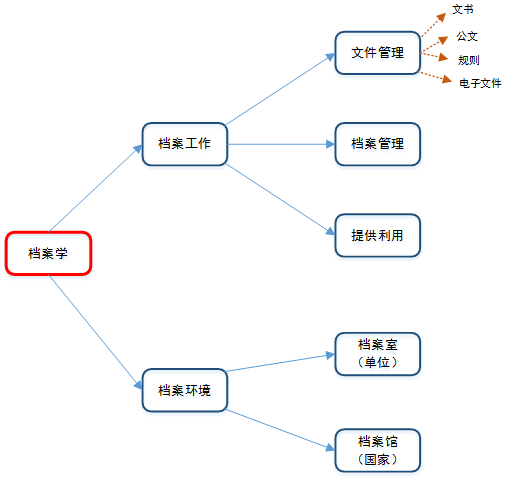 文书
公文
规则
电子文件
文件管理
档案工作
档案管理
提供利用
档案学
档案环境
档案室
（单位）
档案馆
（国家）